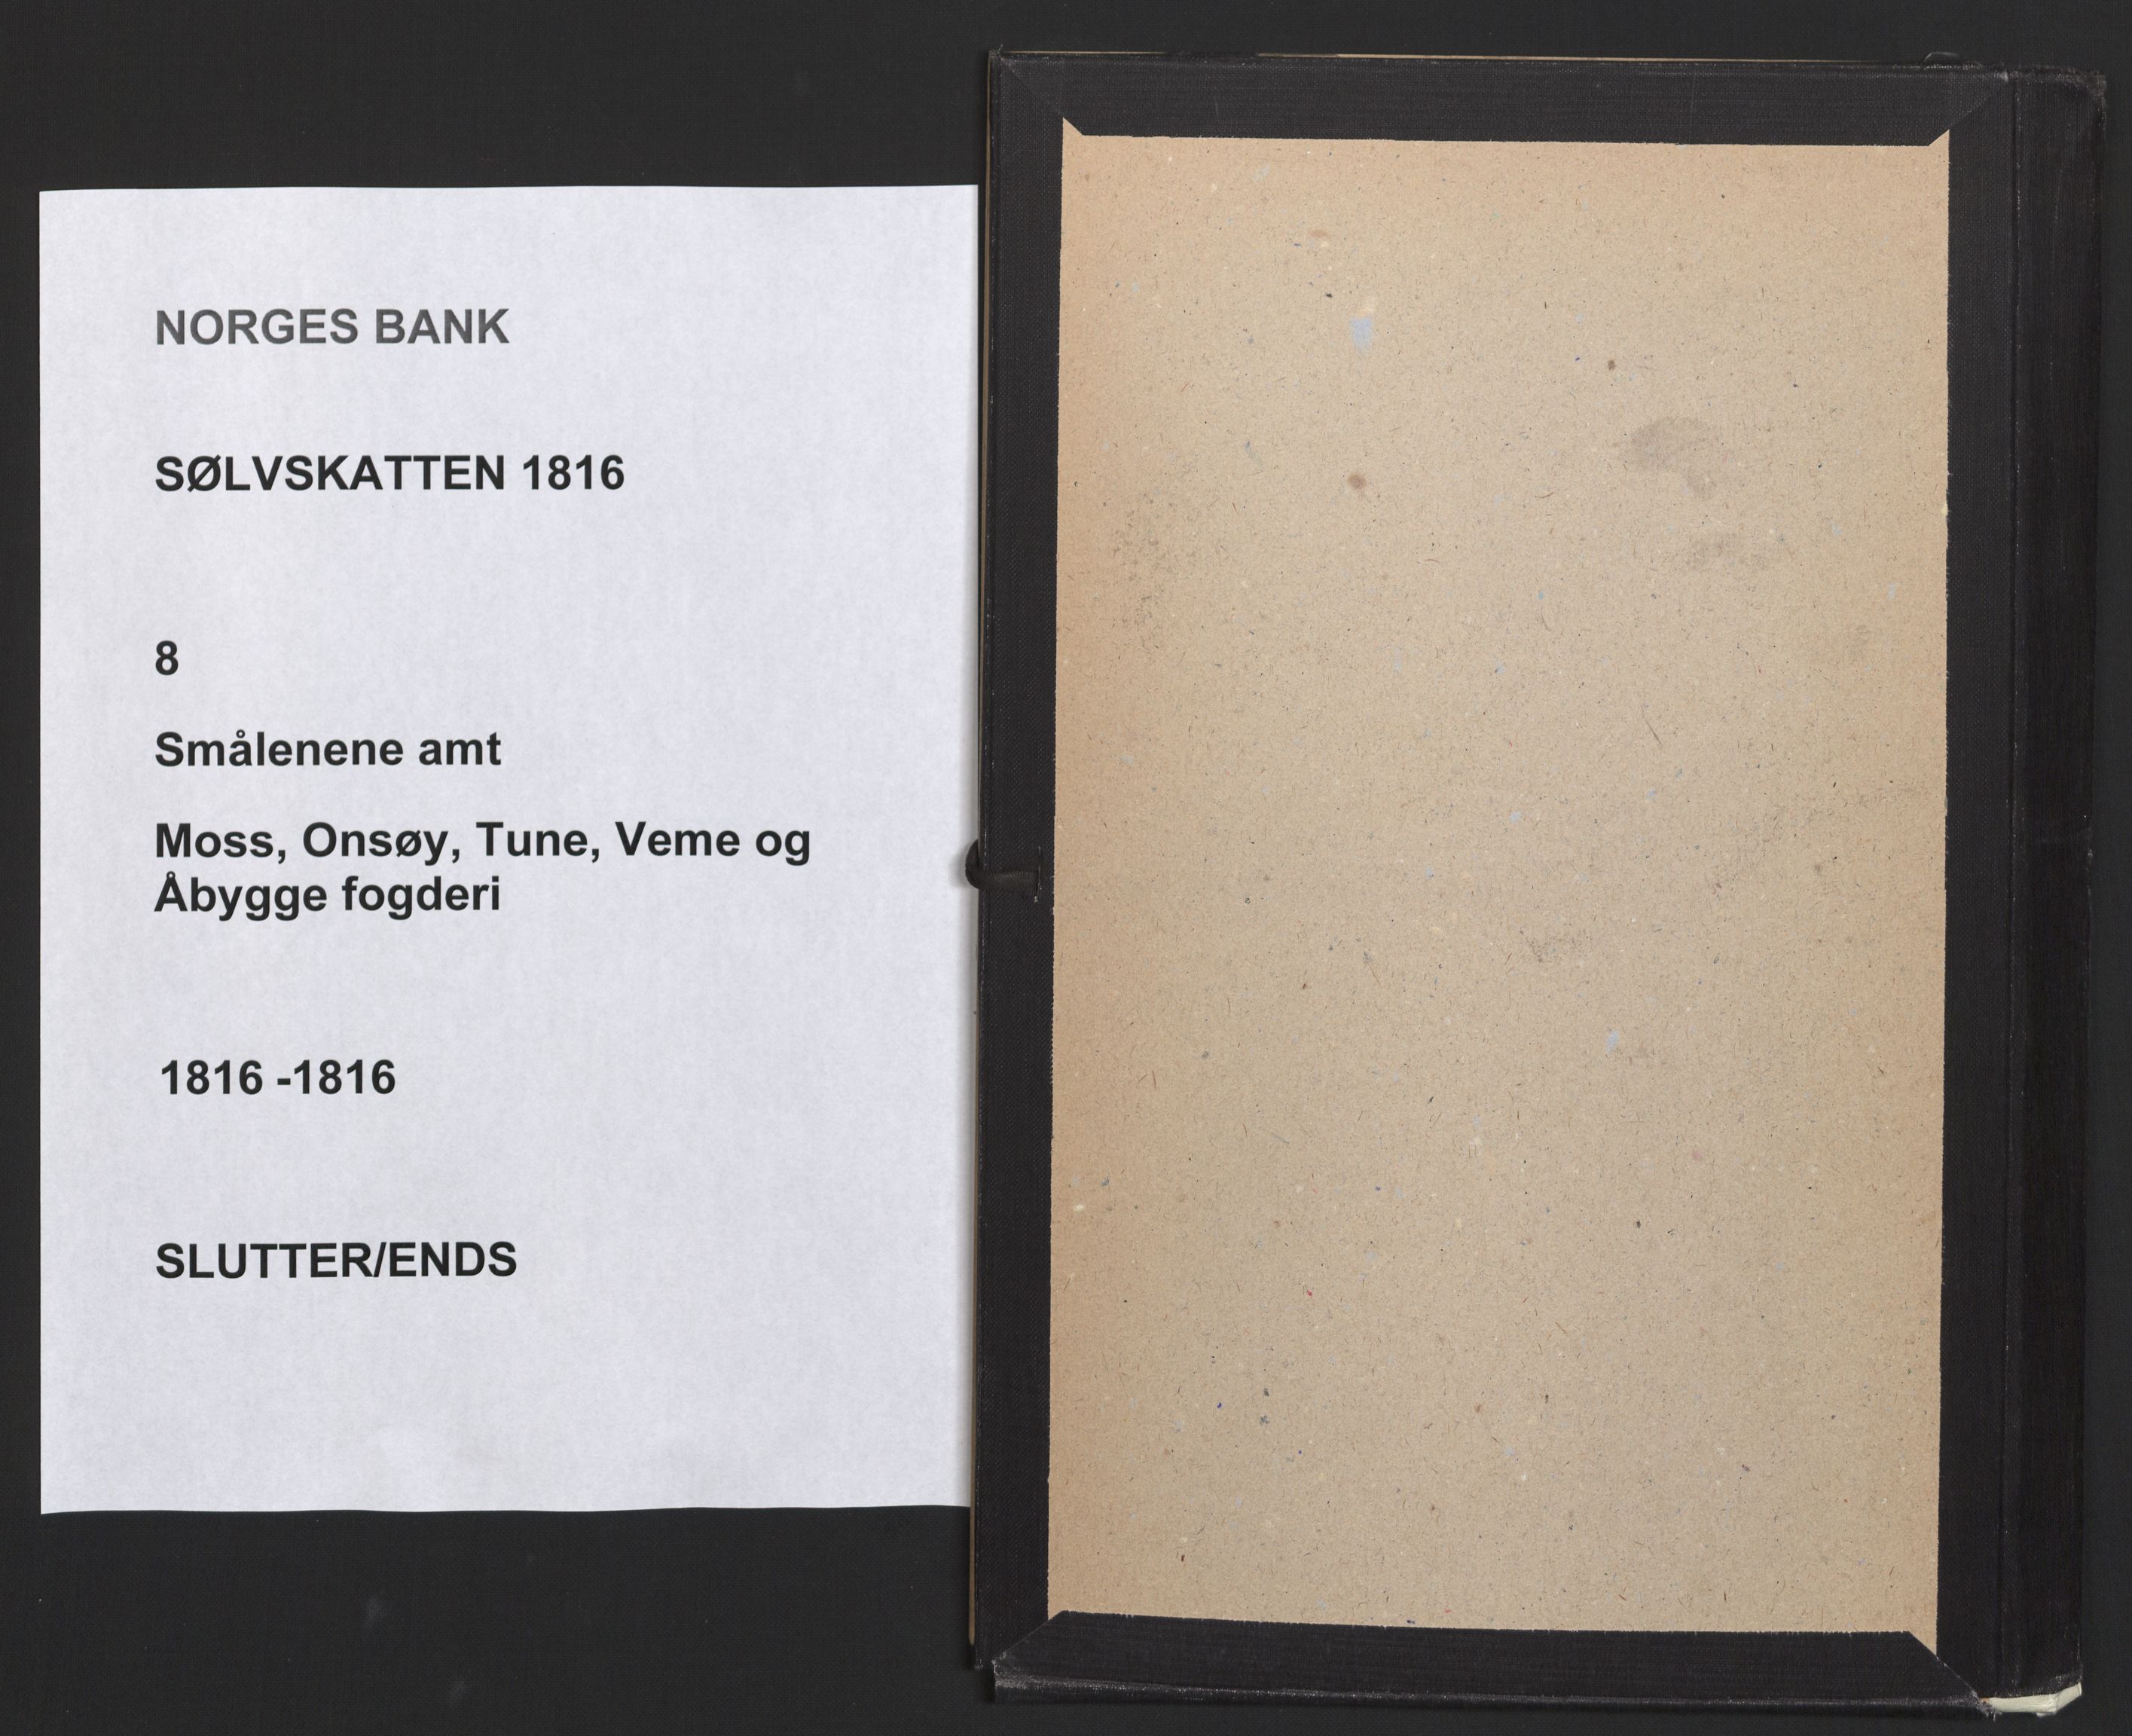 NORGES BANK
SØLVSKATTEN 1816
8
Smålenene amt
Moss, Onsøy, Tune, Veme og
Åbygge fogderi
1816 -1816
SLUTTER/ENDS